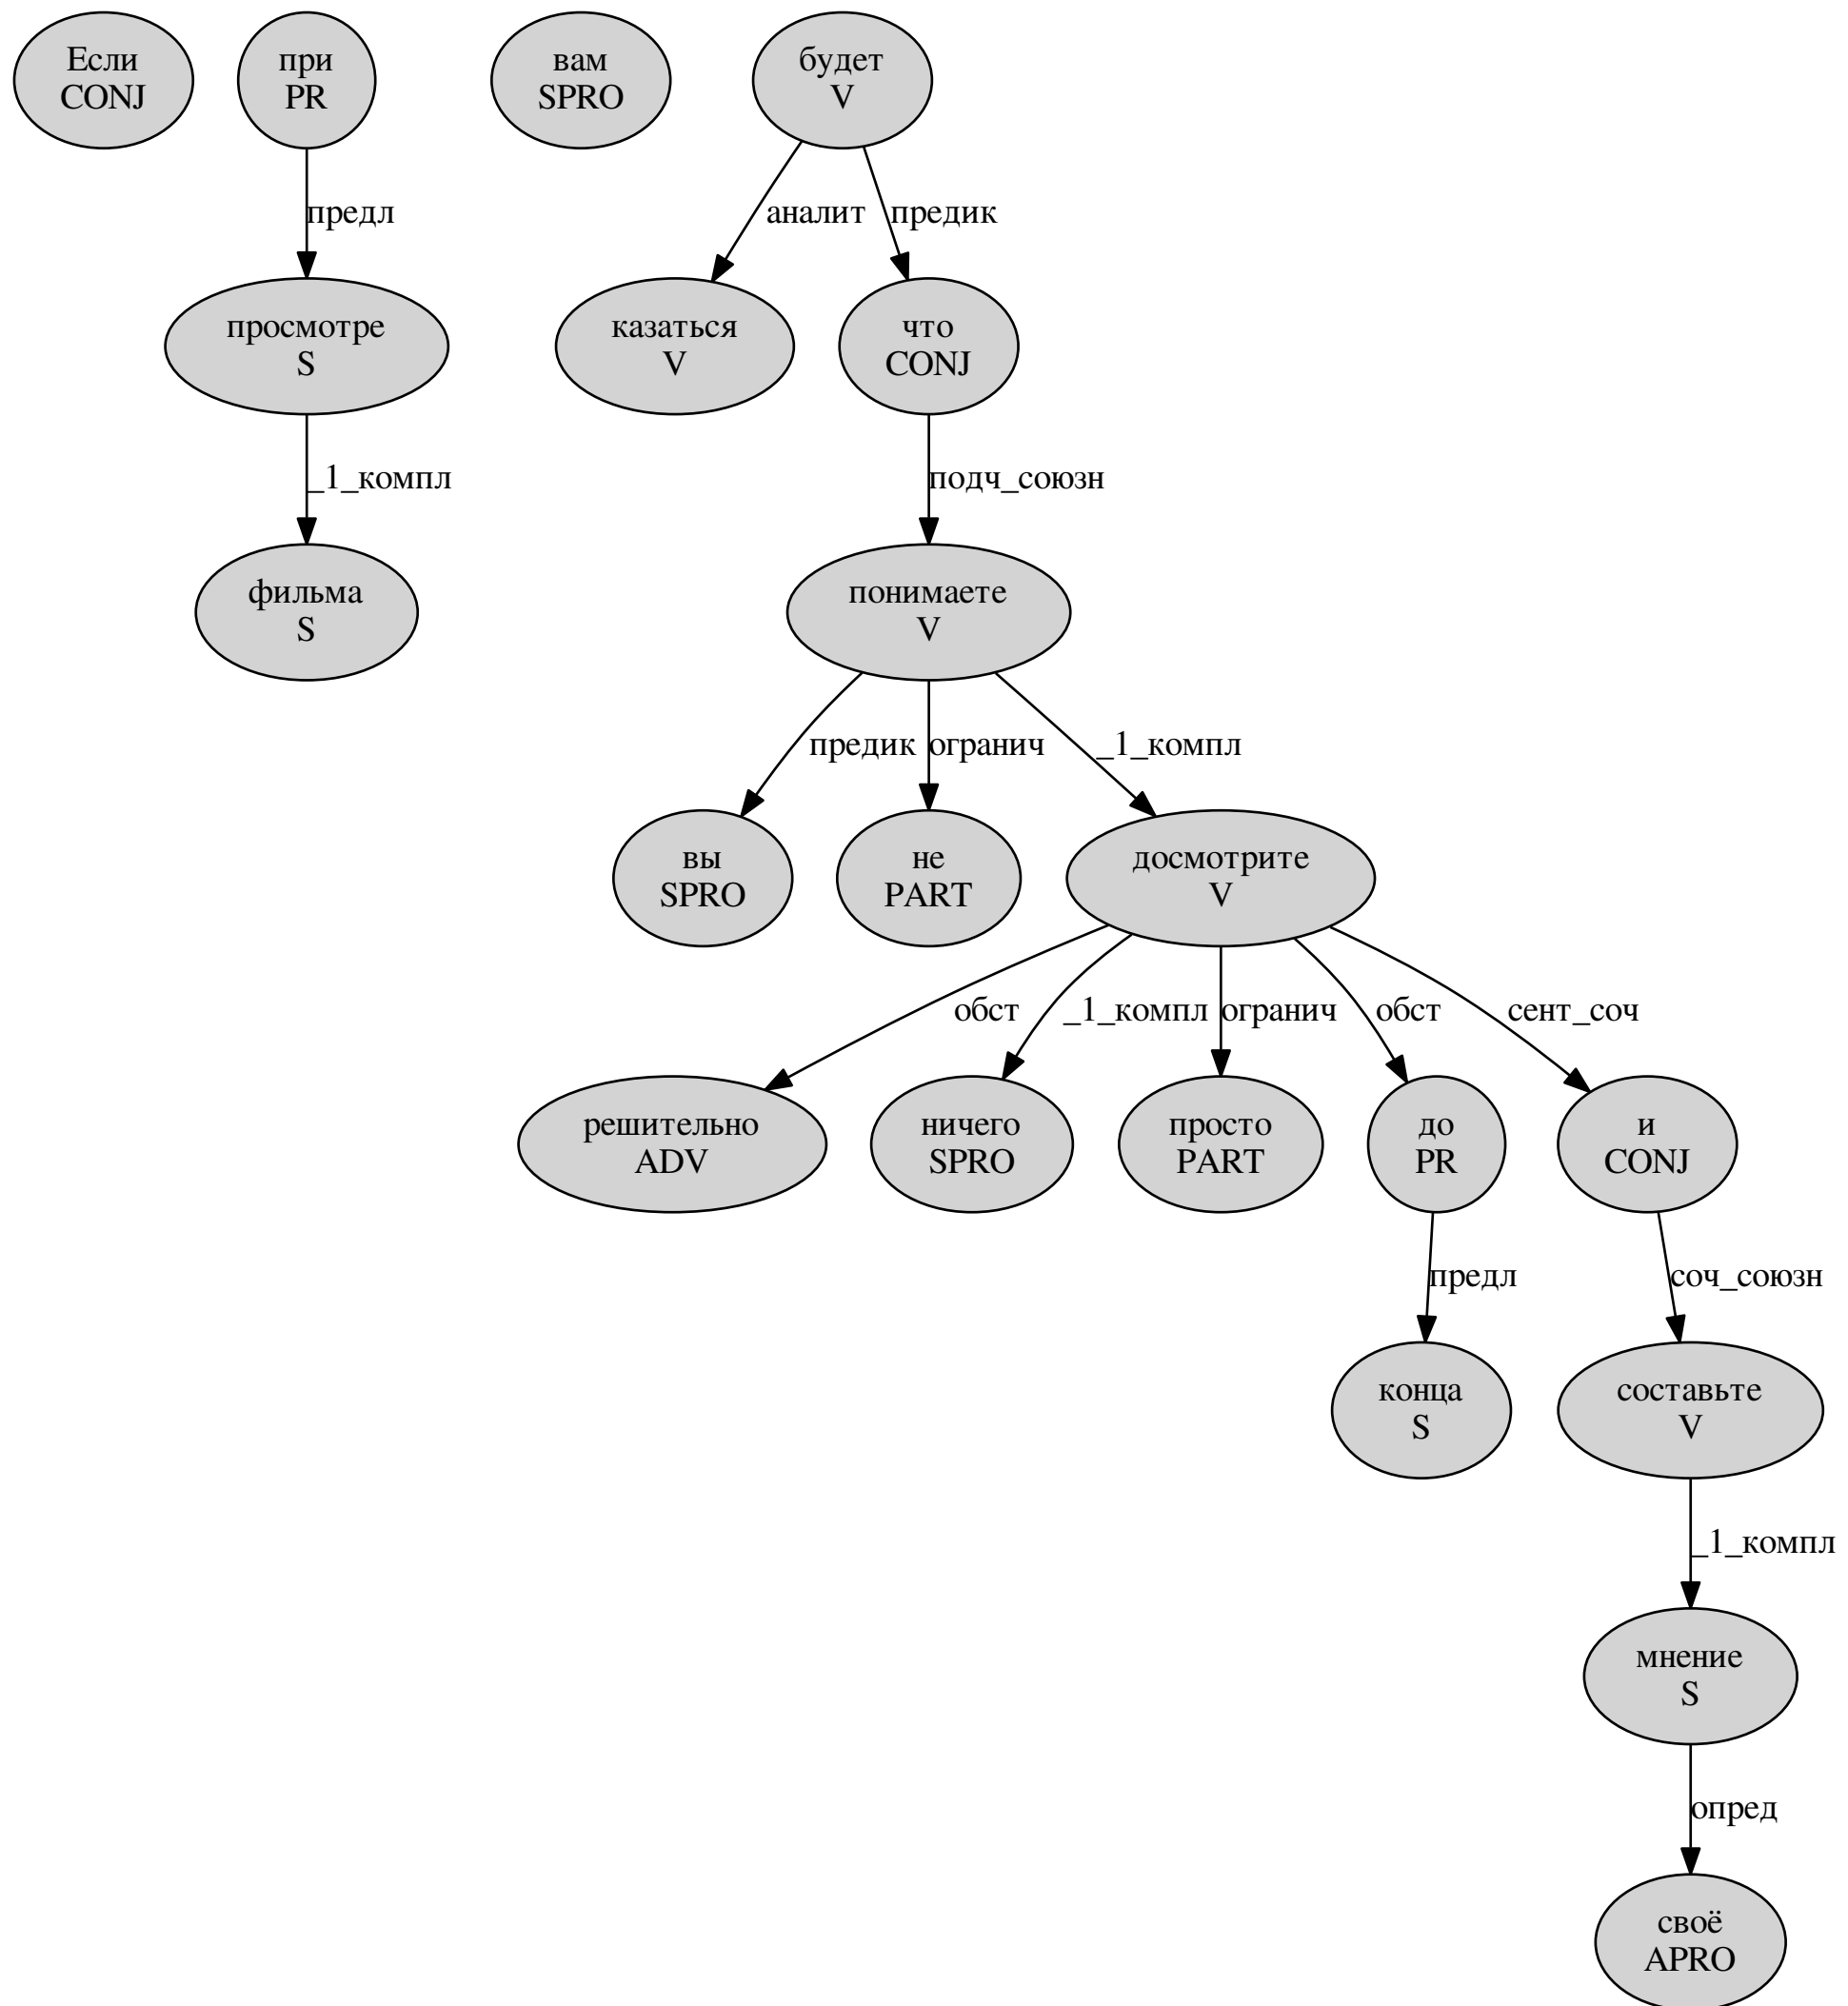 Если
CONJ
при
PR
вам
SPRO
будет
V
предл
аналит
предик
просмотре
S
казаться
V
что
CONJ
_1_компл
подч_союзн
фильма
S
понимаете
V
предик
огранич
_1_компл
вы
SPRO
не
PART
досмотрите
V
обст
_1_компл
огранич
обст
сент_соч
решительно
ADV
ничего
SPRO
просто
PART
до
PR
и
CONJ
предл
соч_союзн
конца
S
составьте
V
_1_компл
мнение
S
опред
своё
APRO